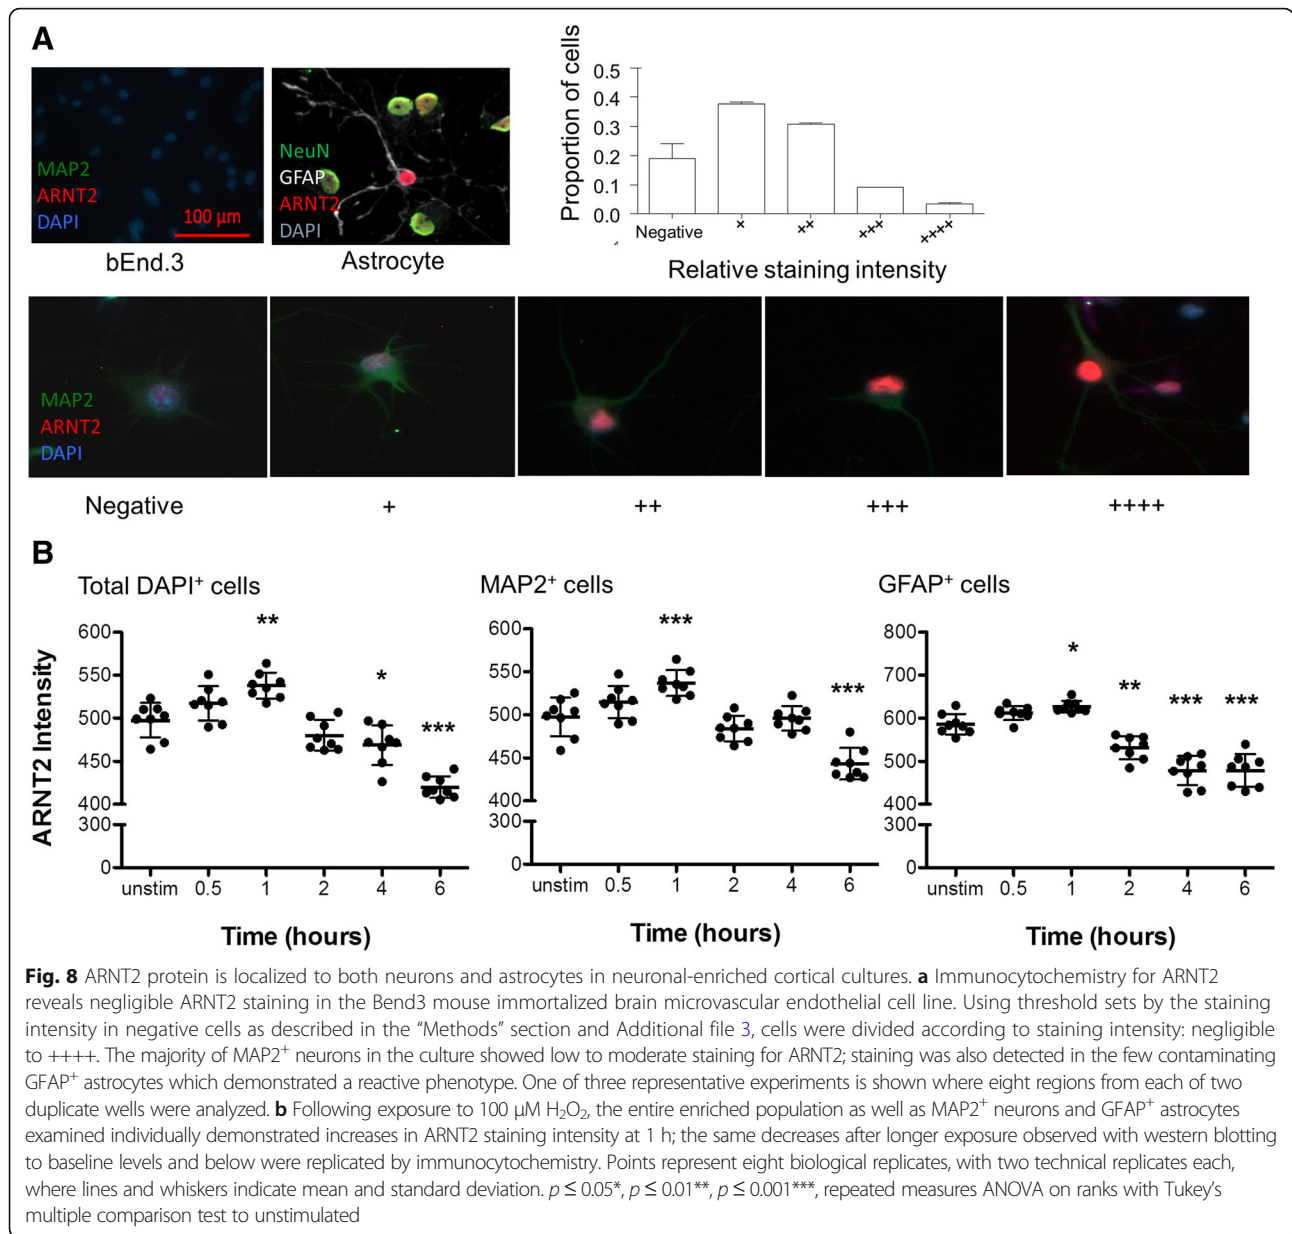 A
MAP2
ARNT2
DAPI
100 µm
bEnd.3
NeuN
GFAP
ARNT2
DAPI
Astrocyte
Proportion of cells
0.5
0.4
0.3
0.2
0.1
0.0
Negative
+
++
+++
++++
Relative staining intensity
MAP2
ARNT2
DAPI
Negative
+
++
+++
++++
B
Total DAPI+ cells
ARNT2 Intensity
600
550
500
450
400
300
0
**
*
***
unstim 0.5 1 2 4 6
Time (hours)
MAP2+ cells
600
550
500
450
400
300
0
***
***
unstim 0.5 1 2 4 6
Time (hours)
GFAP+ cells
800
700
600
500
400
300
0
*
**
***
***
unstim 0.5 1 2 4 6
Time (hours)
Fig. 8 ARNT2 protein is localized to both neurons and astrocytes in neuronal-enriched cortical cultures. a Immunocytochemistry for ARNT2
reveals negligible ARNT2 staining in the Bend3 mouse immortalized brain microvascular endothelial cell line. Using threshold sets by the staining
intensity in negative cells as described in the “Methods” section and Additional file 3, cells were divided according to staining intensity: negligible
to ++++. The majority of MAP2+ neurons in the culture showed low to moderate staining for ARNT2; staining was also detected in the few contaminating
GFAP+ astrocytes which demonstrated a reactive phenotype. One of three representative experiments is shown where eight regions from each of two
duplicate wells were analyzed. b Following exposure to 100 µM H2O2, the entire enriched population as well as MAP2+ neurons and GFAP+ astrocytes
examined individually demonstrated increases in ARNT2 staining intensity at 1 h; the same decreases after longer exposure observed with western blotting
to baseline levels and below were replicated by immunocytochemistry. Points represent eight biological replicates, with two technical replicates each,
where lines and whiskers indicate mean and standard deviation. p ≤ 0.05*, p ≤ 0.01**, p ≤ 0.001***, repeated measures ANOVA on ranks with Tukey’s
multiple comparison test to unstimulated